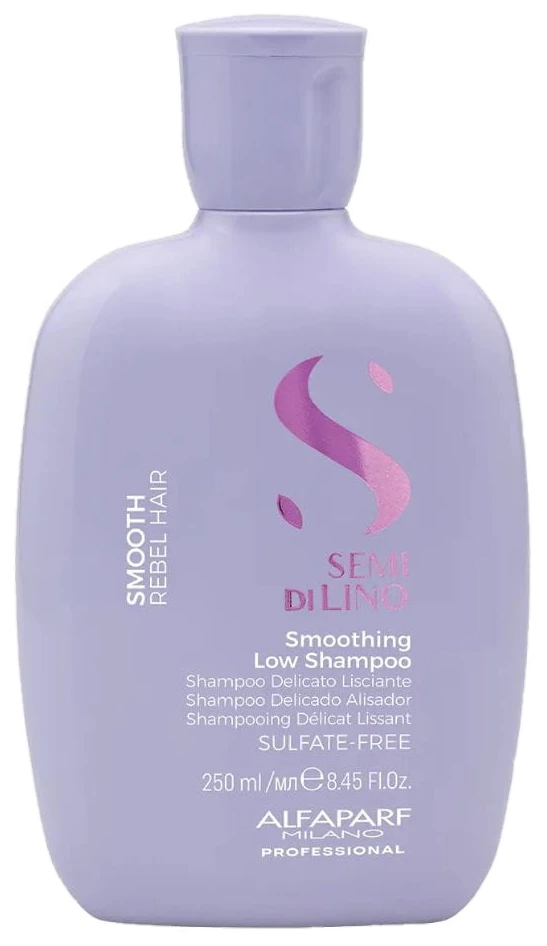 SMOOTH
REBEL HAIR
SEMI
DI LINO
Smoothing
Low Shampoo
Shampoo Delicato Lisciante
Shampoo Delicado Alisador
Shampooing Délicat Lissant
SULFATE-FREE
250 ml /мл ℮ 8.45 Fl.Oz.
ALFAPARF
MILANO
PROFESSIONAL